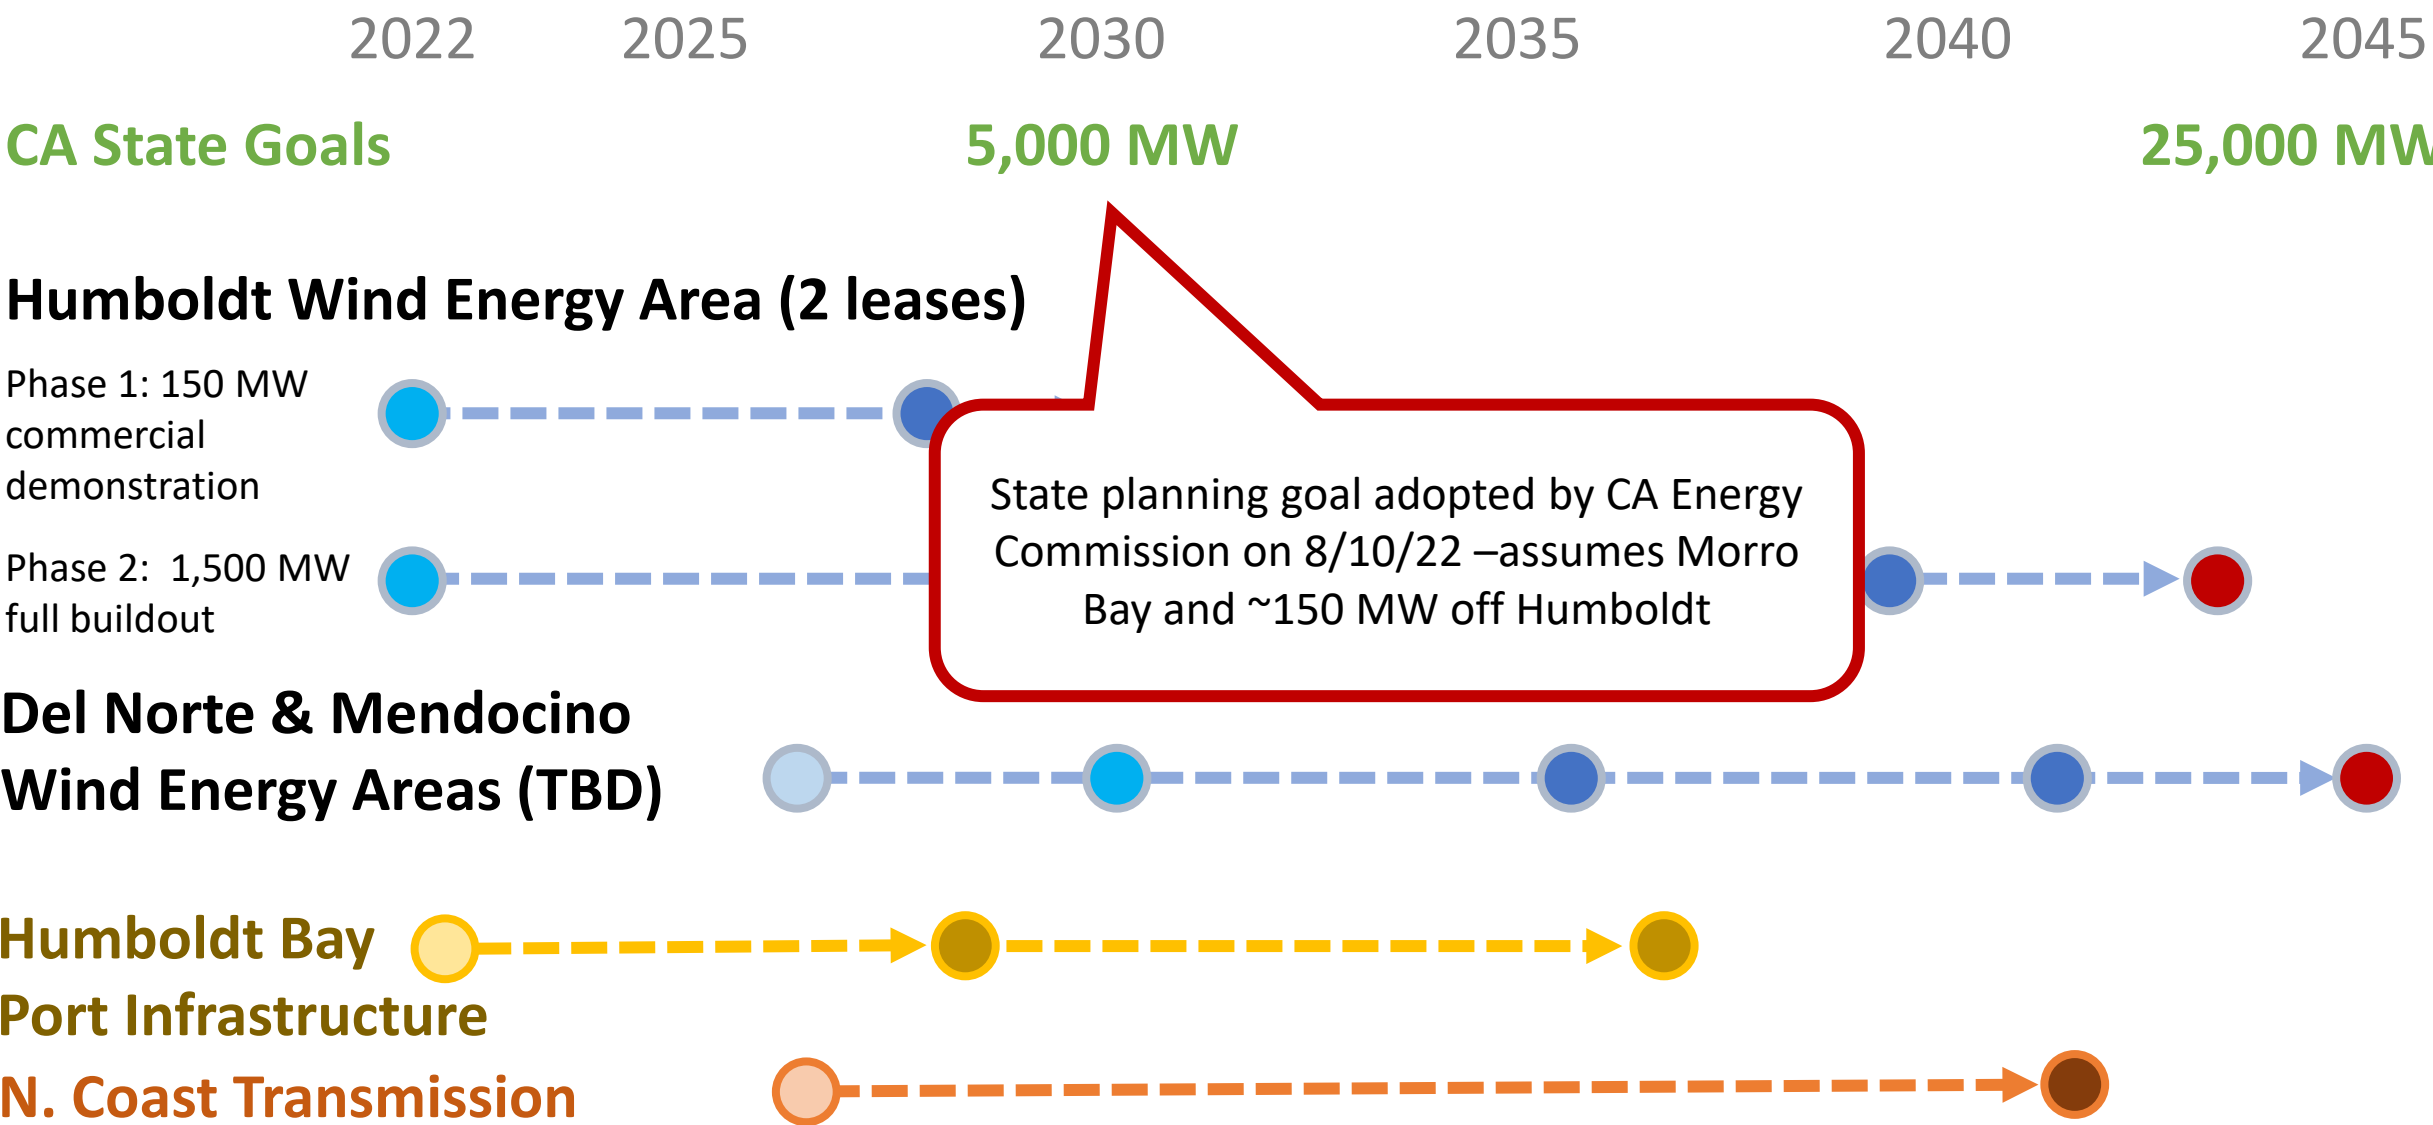 2022 2025 2030 2035 2040 2045
CA State Goals 5,000 MW 25,000 MW
Humboldt Wind Energy Area (2 leases)
Phase 1: 150 MW
commercial
demonstration
State planning goal adopted by CA Energy
Commission on 8/10/22 –assumes Morro
Bay and ~150 MW off Humboldt
Phase 2:  1,500 MW
full buildout
Del Norte & Mendocino
Wind Energy Areas (TBD)
Humboldt Bay
Port Infrastructure
N. Coast Transmission